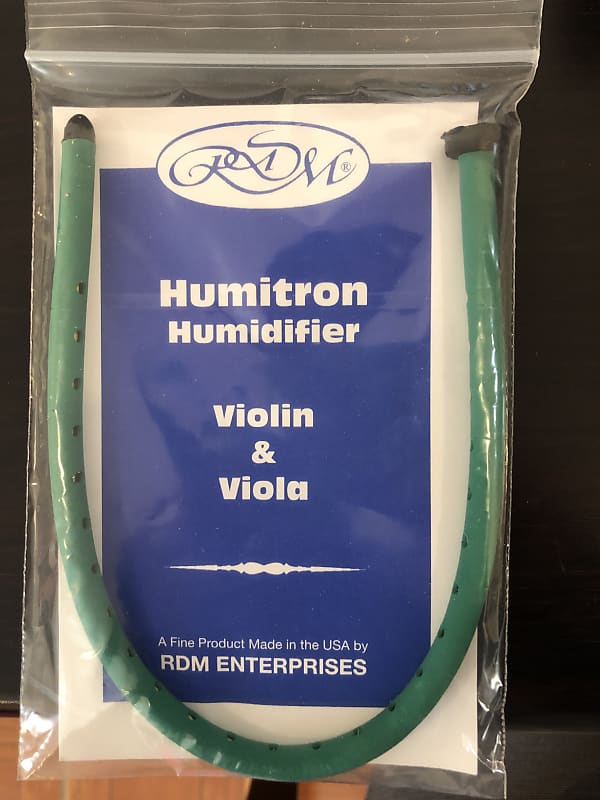 RDM®
Humitron
Humidifier
Violin
&
Viola
A Fine Product Made in the USA by
RDM ENTERPRISES